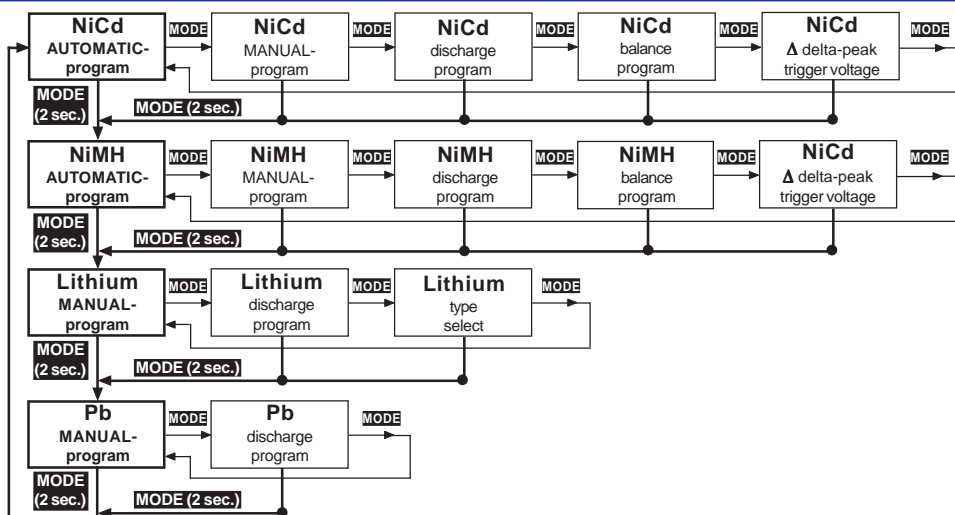 NiCd
AUTOMATIC-
program
MODE
NiCd
MANUAL-
program
MODE
NiCd
discharge
program
MODE
NiCd
balance
program
MODE
NiCd
Δ delta-peak
trigger voltage
MODE
MODE
(2 sec.)
MODE (2 sec.)
NiMH
AUTOMATIC-
program
MODE
NiMH
MANUAL-
program
MODE
NiMH
discharge
program
MODE
NiMH
balance
program
MODE
NiCd
Δ delta-peak
trigger voltage
MODE
MODE
(2 sec.)
MODE (2 sec.)
Lithium
MANUAL-
program
MODE
Lithium
discharge
program
MODE
Lithium
type
select
MODE
MODE
(2 sec.)
MODE (2 sec.)
Pb
MANUAL-
program
MODE
Pb
discharge
program
MODE
MODE
(2 sec.)
MODE (2 sec.)